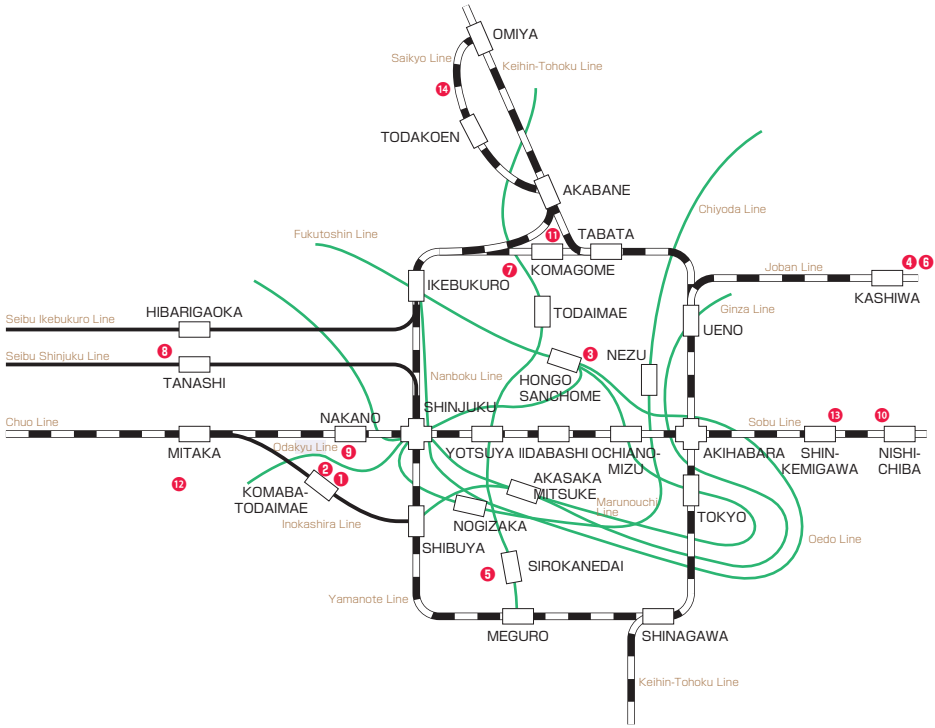 OMIYA
Saikyo Line
Keihin-Tohoku Line
14
TODAKOEN
AKABANE
Chiyoda Line
Fukutoshin Line
11
TABATA
7
KOMAGOME
Joban Line
4 6
IKEBUKURO
KASHIWA
Ginza Line
HIBARIGAOKA
TODAIMAE
UENO
Seibu Ikebukuro Line
Seibu Shinjuku Line
8
3
NEZU
TANASHI
Nanboku Line
HONGO
SANCHOME
SHINJUKU
Chuo Line
NAKANO
Sobu Line
13
10
MITAKA
Odakyu Line
9
YOTSUYA
IIDABASHI
OCHIANO-
MIZU
AKIHABARA
SHIN-
KEMIGAWA
NISHI-
CHIBA
12
2
1
KOMABA-
TODAIMAE
AKASAKA
MITSUKE
Marunouchi
Line
Inokashira Line
NOGIZAKA
TOKYO
SHIBUYA
Oedo Line
5
SIROKANEDAI
Yamanote Line
MEGURO
SHINAGAWA
Keihin-Tohoku Line